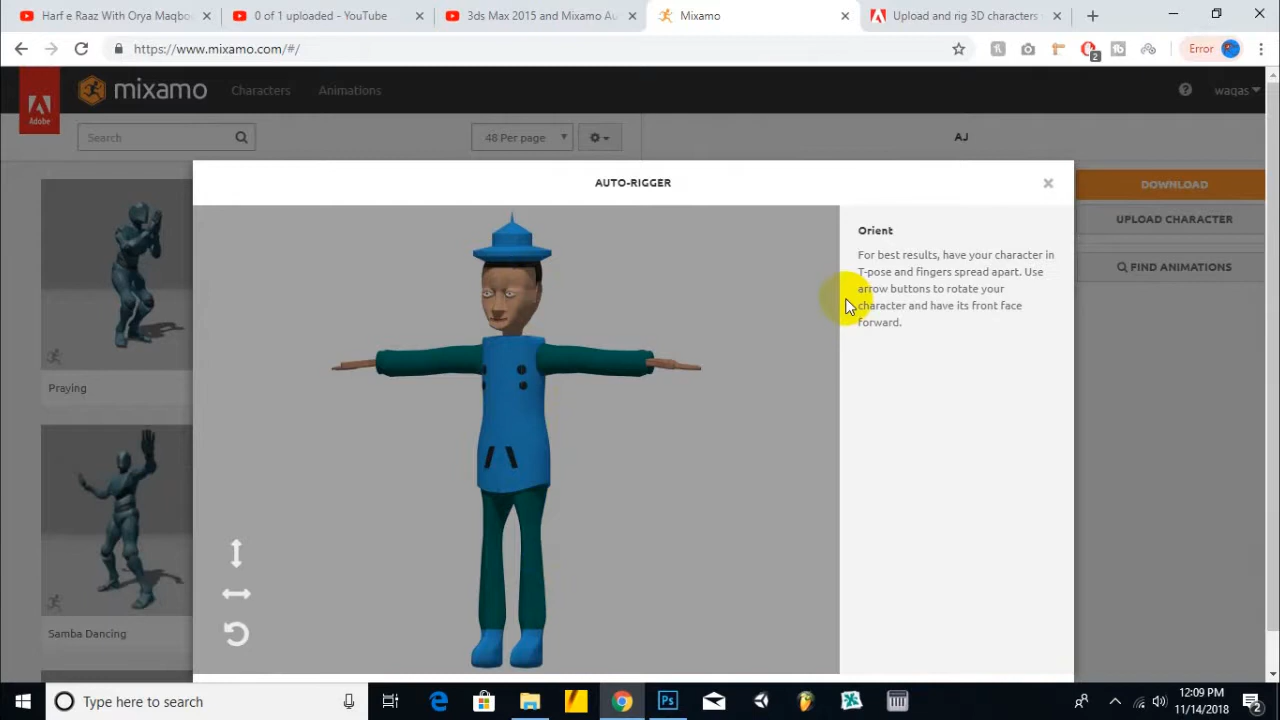 Harf e Raaz With Orya Maqbou
0 of 1 uploaded - YouTube
3ds Max 2015 and Mixamo Au
Mixamo
Upload and rig 3D characters
https://www.mixamo.com/#/
2
Error
Adobe
mixamo
Characters
Animations
waqas
Search
48 Per page
AJ
AUTO-RIGGER
DOWNLOAD
UPLOAD CHARACTER
FIND ANIMATIONS
Orient
For best results, have your character in
T-pose and fingers spread apart. Use
arrow buttons to rotate your
character and have its front face
forward.
Praying
Samba Dancing
Type here to search
Ps
12:09 PM
11/14/2018
2